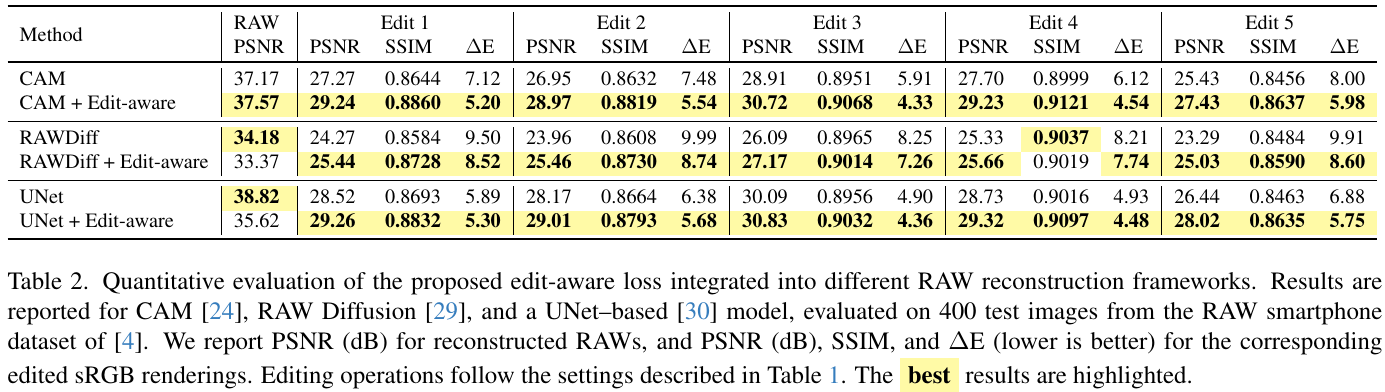 Method RAW Edit 1 Edit 2 Edit 3 Edit 4 Edit 5
PSNR PSNR SSIM ΔE PSNR SSIM ΔE PSNR SSIM ΔE PSNR SSIM ΔE PSNR SSIM ΔE
CAM 37.17 27.27 0.8644 7.12 26.95 0.8632 7.48 28.91 0.8951 5.91 27.70 0.8999 6.12 25.43 0.8456 8.00
CAM + Edit-aware 37.57 29.24 0.8860 5.20 28.97 0.8819 5.54 30.72 0.9068 4.33 29.23 0.9121 4.54 27.43 0.8637 5.98
RAWDiff 34.18 24.27 0.8584 9.50 23.96 0.8608 9.99 26.09 0.8965 8.25 25.33 0.9037 8.21 23.29 0.8484 9.91
RAWDiff + Edit-aware 33.37 25.44 0.8728 8.52 25.46 0.8730 8.74 27.17 0.9014 7.26 25.66 0.9019 7.74 25.03 0.8590 8.60
UNet 38.82 28.52 0.8693 5.89 28.17 0.8664 6.38 30.09 0.8956 4.90 28.73 0.9016 4.93 26.44 0.8463 6.88
UNet + Edit-aware 35.62 29.26 0.8832 5.30 29.01 0.8793 5.68 30.83 0.9032 4.36 29.32 0.9097 4.48 28.02 0.8635 5.75
Table 2. Quantitative evaluation of the proposed edit-aware loss integrated into different RAW reconstruction frameworks. Results are
reported for CAM [24], RAW Diffusion [29], and a UNet–based [30] model, evaluated on 400 test images from the RAW smartphone
dataset of [4]. We report PSNR (dB) for reconstructed RAWs, and PSNR (dB), SSIM, and ΔE (lower is better) for the corresponding
edited sRGB renderings. Editing operations follow the settings described in Table 1. The best results are highlighted.